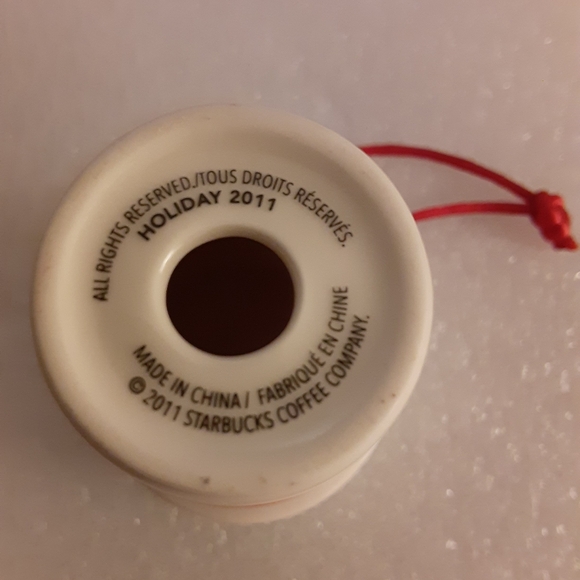 ALL RIGHTS RESERVED./TOUS DROITS RÉSERVÉS.
HOLIDAY 2011
MADE IN CHINA / FABRIQUÉ EN CHINE
© 2011 STARBUCKS COFFEE COMPANY.